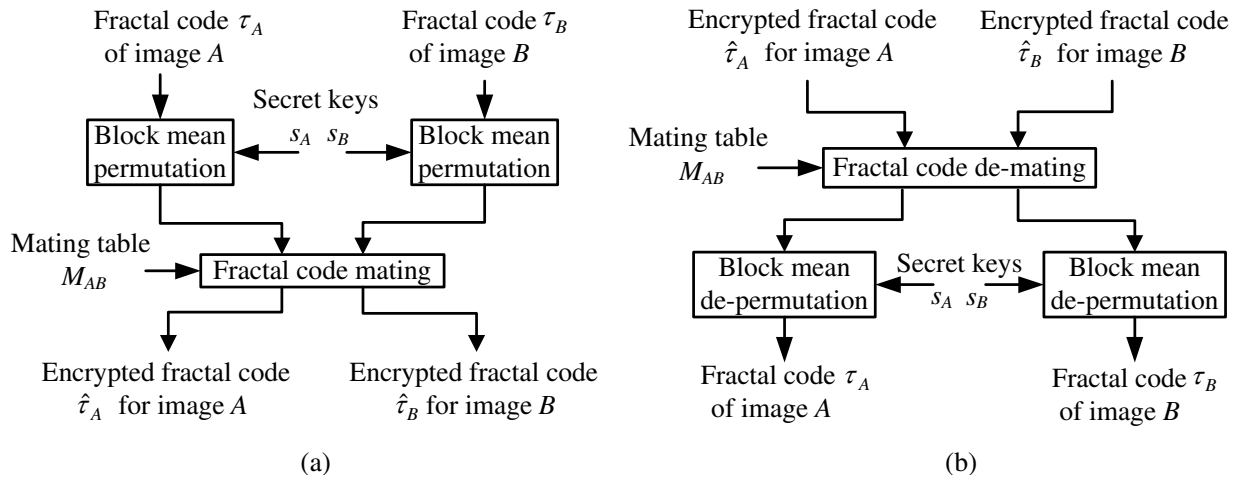 Fractal code τ_A
of image A
Fractal code τ_B
of image B
Secret keys
s_A s_B
Block mean
permutation
Block mean
permutation
Mating table
M_AB
Fractal code mating
Encrypted fractal code
τ̂_A for image A
Encrypted fractal code
τ̂_B for image B
(a)
Encrypted fractal code
τ̂_A for image A
Encrypted fractal code
τ̂_B for image B
Mating table
M_AB
Fractal code de-mating
Block mean
de-permutation
Secret keys
s_A s_B
Block mean
de-permutation
Fractal code τ_A
of image A
Fractal code τ_B
of image B
(b)